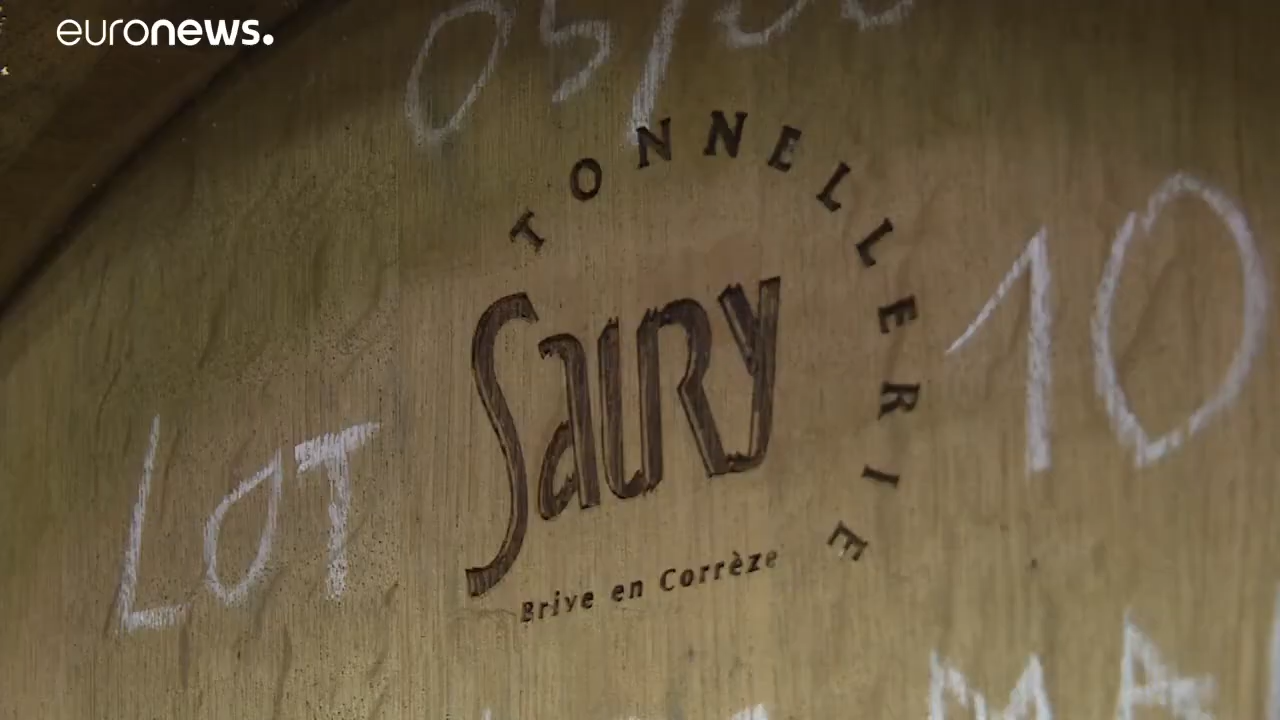 euronews.
TONNELLERIE
Saury
Brive en Corrèze
LOT 10